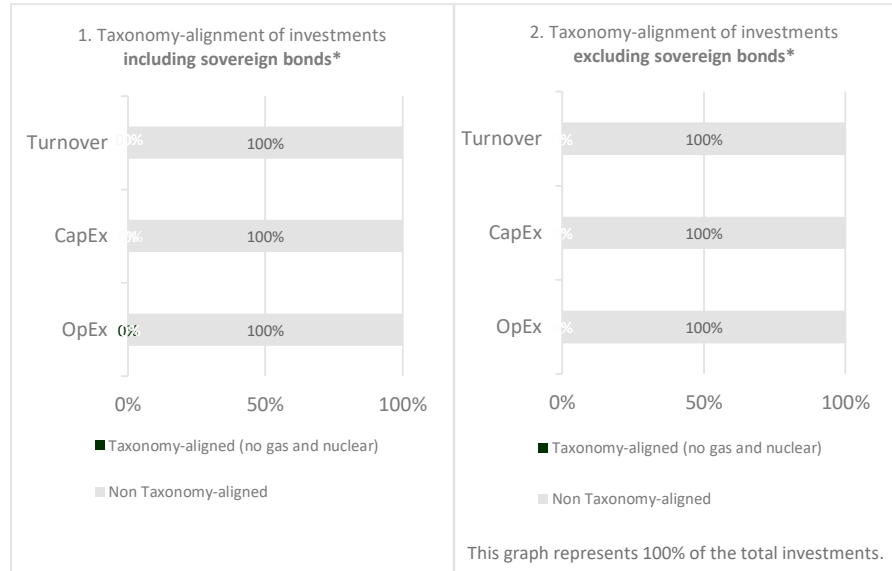 1. Taxonomy-alignment of investments
including sovereign bonds*
Turnover 0% 100%
CapEx 0% 100%
OpEx 0% 100%
0% 50% 100%
Taxonomy-aligned (no gas and nuclear)
Non Taxonomy-aligned
2. Taxonomy-alignment of investments
excluding sovereign bonds*
Turnover 0% 100%
CapEx 0% 100%
OpEx 0% 100%
0% 50% 100%
Taxonomy-aligned (no gas and nuclear)
Non Taxonomy-aligned
This graph represents 100% of the total investments.